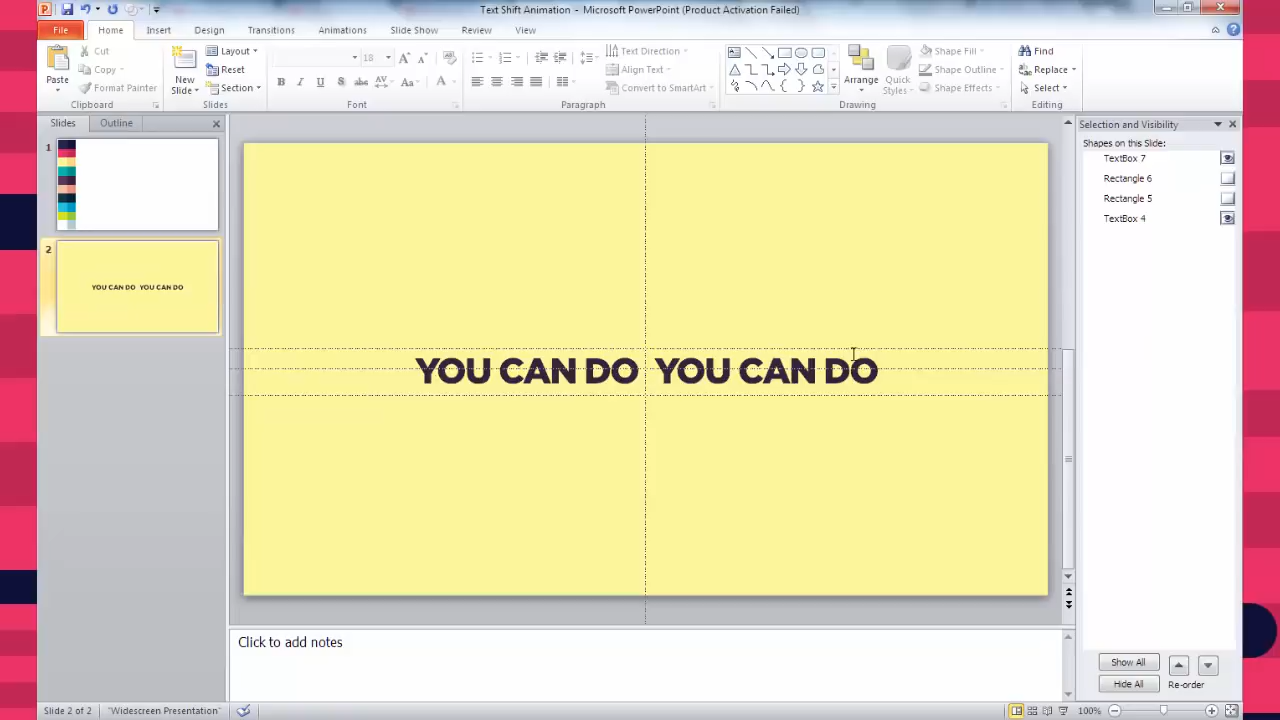 Text Shift Animation - Microsoft PowerPoint (Product Activation Failed)
File Home Insert Design Transitions Animations Slide Show Review View
Cut
Copy
Format Painter
Paste
Clipboard
New Slide
Layout
Reset
Section
Slides
18
Font
Text Direction
Align Text
Convert to SmartArt
Paragraph
Arrange
Quick Styles
Shape Fill
Shape Outline
Shape Effects
Drawing
Find
Replace
Select
Editing
Slides Outline
1
2
YOU CAN DO YOU CAN DO
YOU CAN DO YOU CAN DO
Click to add notes
Selection and Visibility
Shapes on this Slide:
TextBox 7
Rectangle 6
Rectangle 5
TextBox 4
Show All
Hide All
Re-order
Slide 2 of 2
"Widescreen Presentation"
100%